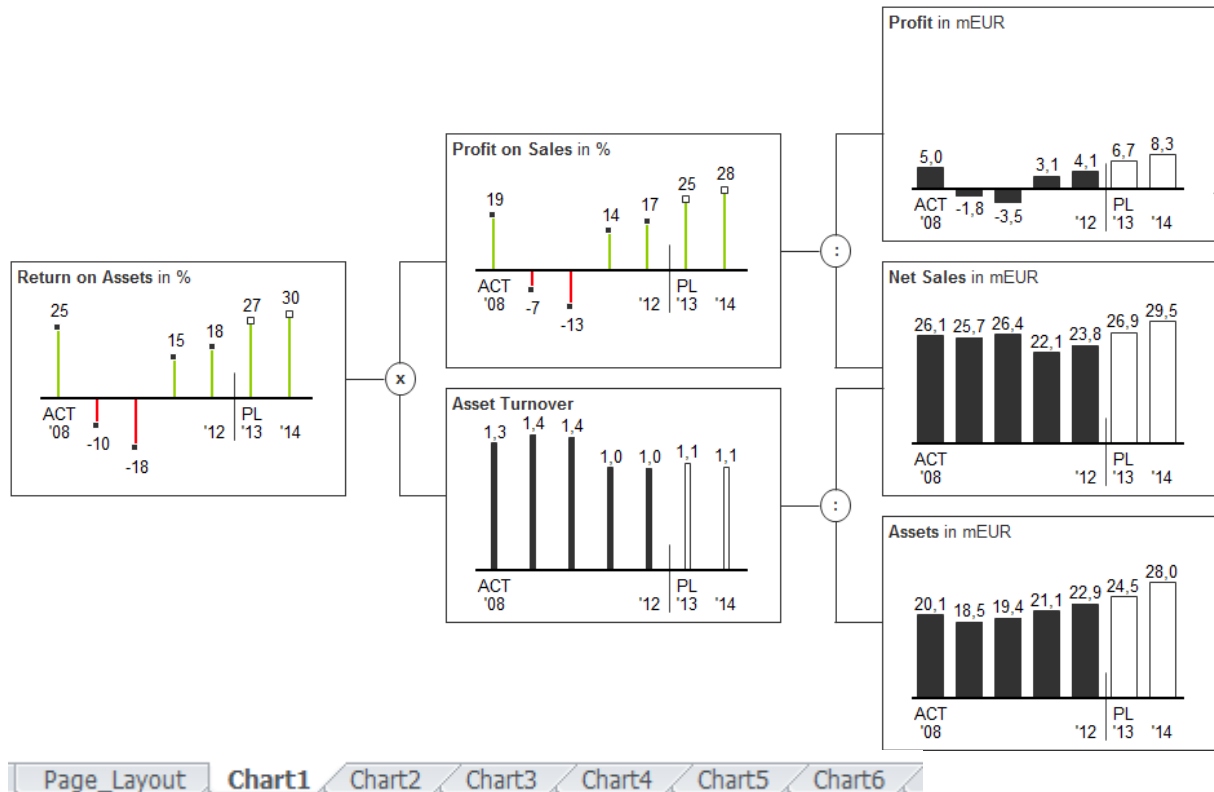 Profit in mEUR
5,0 -1,8 -3,5 3,1 4,1 6,7 8,3
ACT PL
'08 '12 '13 '14
Profit on Sales in %
19 -7 -13 14 17 25 28
ACT PL
'08 '12 '13 '14
:
Return on Assets in %
25 -10 -18 15 18 27 30
ACT PL
'08 '12 '13 '14
x
Net Sales in mEUR
26,1 25,7 26,4 22,1 23,8 26,9 29,5
ACT PL
'08 '12 '13 '14
Asset Turnover
1,3 1,4 1,4 1,0 1,0 1,1 1,1
ACT PL
'08 '12 '13 '14
:
Assets in mEUR
20,1 18,5 19,4 21,1 22,9 24,5 28,0
ACT PL
'08 '12 '13 '14
Page_Layout Chart1 Chart2 Chart3 Chart4 Chart5 Chart6